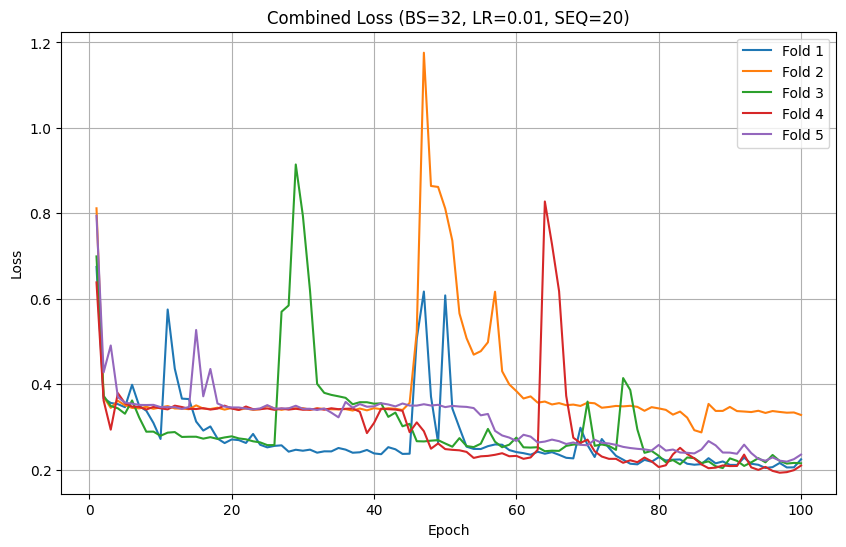 Combined Loss (BS=32, LR=0.01, SEQ=20)
Fold 1
Fold 2
Fold 3
Fold 4
Fold 5
Loss
1.2
1.0
0.8
0.6
0.4
0.2
0 20 40 60 80 100
Epoch